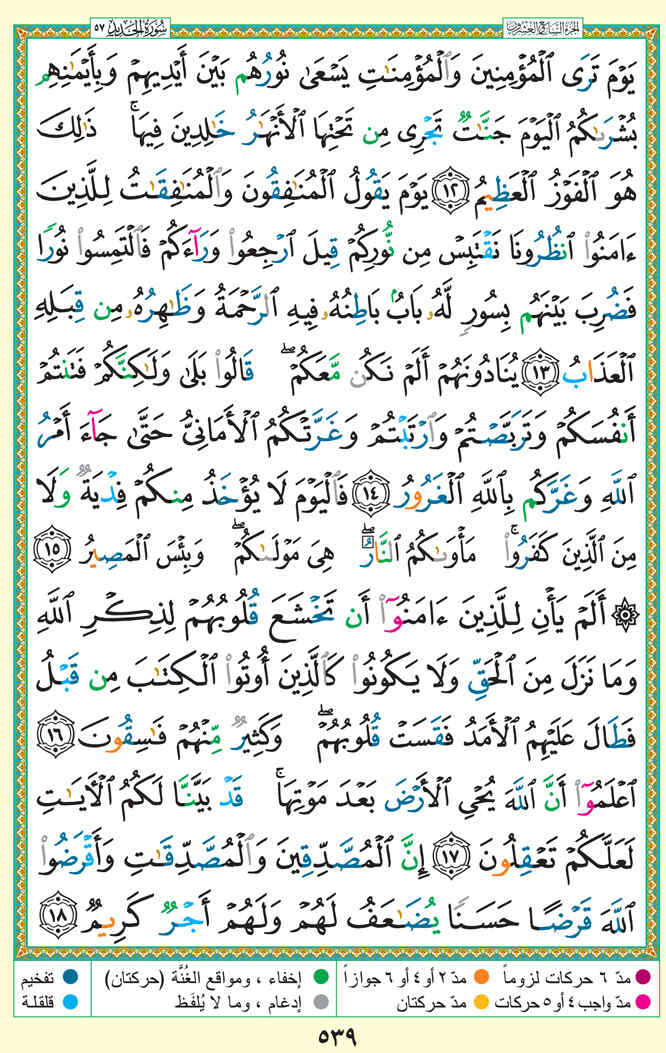 سُورَةُ الحَدِيدِ ٥٧ الجُزْءُ السَّابِعُ وَالعِشْرُونَ
يَوْمَ تَرَى ٱلْمُؤْمِنِينَ وَٱلْمُؤْمِنَٰتِ يَسْعَىٰ نُورُهُم بَيْنَ أَيْدِيهِمْ وَبِأَيْمَٰنِهِم
بُشْرَىٰكُمُ ٱلْيَوْمَ جَنَّٰتٌ تَجْرِى مِن تَحْتِهَا ٱلْأَنْهَٰرُ خَٰلِدِينَ فِيهَا ۚ ذَٰلِكَ
هُوَ ٱلْفَوْزُ ٱلْعَظِيمُ ١٢ يَوْمَ يَقُولُ ٱلْمُنَٰفِقُونَ وَٱلْمُنَٰفِقَٰتُ لِلَّذِينَ
ءَامَنُوا۟ ٱنظُرُونَا نَقْتَبِسْ مِن نُّورِكُمْ قِيلَ ٱرْجِعُوا۟ وَرَآءَكُمْ فَٱلْتَمِسُوا۟ نُورًا
فَضُرِبَ بَيْنَهُم بِسُورٍ لَّهُۥ بَابٌۢ بَاطِنُهُۥ فِيهِ ٱلرَّحْمَةُ وَظَٰهِرُهُۥ مِن قِبَلِهِ
ٱلْعَذَابُ ١٣ يُنَادُونَهُمْ أَلَمْ نَكُن مَّعَكُمْ ۖ قَالُوا۟ بَلَىٰ وَلَٰكِنَّكُمْ فَتَنتُمْ
أَنفُسَكُمْ وَتَرَبَّصْتُمْ وَٱرْتَبْتُمْ وَغَرَّتْكُمُ ٱلْأَمَانِىُّ حَتَّىٰ جَآءَ أَمْرُ
ٱللَّهِ وَغَرَّكُم بِٱللَّهِ ٱلْغَرُورُ ١٤ فَٱلْيَوْمَ لَا يُؤْخَذُ مِنكُمْ فِدْيَةٌ وَلَا
مِنَ ٱلَّذِينَ كَفَرُوا۟ ۚ مَأْوَىٰكُمُ ٱلنَّارُ ۖ هِىَ مَوْلَىٰكُمْ ۖ وَبِئْسَ ٱلْمَصِيرُ ١٥
۞ أَلَمْ يَأْنِ لِلَّذِينَ ءَامَنُوٓا۟ أَن تَخْشَعَ قُلُوبُهُمْ لِذِكْرِ ٱللَّهِ
وَمَا نَزَلَ مِنَ ٱلْحَقِّ وَلَا يَكُونُوا۟ كَٱلَّذِينَ أُوتُوا۟ ٱلْكِتَٰبَ مِن قَبْلُ
فَطَالَ عَلَيْهِمُ ٱلْأَمَدُ فَقَسَتْ قُلُوبُهُمْ ۖ وَكَثِيرٌ مِّنْهُمْ فَٰسِقُونَ ١٦
ٱعْلَمُوٓا۟ أَنَّ ٱللَّهَ يُحْىِ ٱلْأَرْضَ بَعْدَ مَوْتِهَا ۚ قَدْ بَيَّنَّا لَكُمُ ٱلْءَايَٰتِ
لَعَلَّكُمْ تَعْقِلُونَ ١٧ إِنَّ ٱلْمُصَّدِّقِينَ وَٱلْمُصَّدِّقَٰتِ وَأَقْرَضُوا۟
ٱللَّهَ قَرْضًا حَسَنًا يُضَٰعَفُ لَهُمْ وَلَهُمْ أَجْرٌ كَرِيمٌ ١٨
مدّ ٦ حركات لزوماً مدّ ٢ أو ٤ أو ٦ جوازاً إخفاء ، ومواقع الغُنَّة (حركتان) تفخيم
مدّ واجب ٤ أو ٥ حركات مدّ حركتان إدغام ، وما لا يُلفَظ قلقلة
٥٣٩